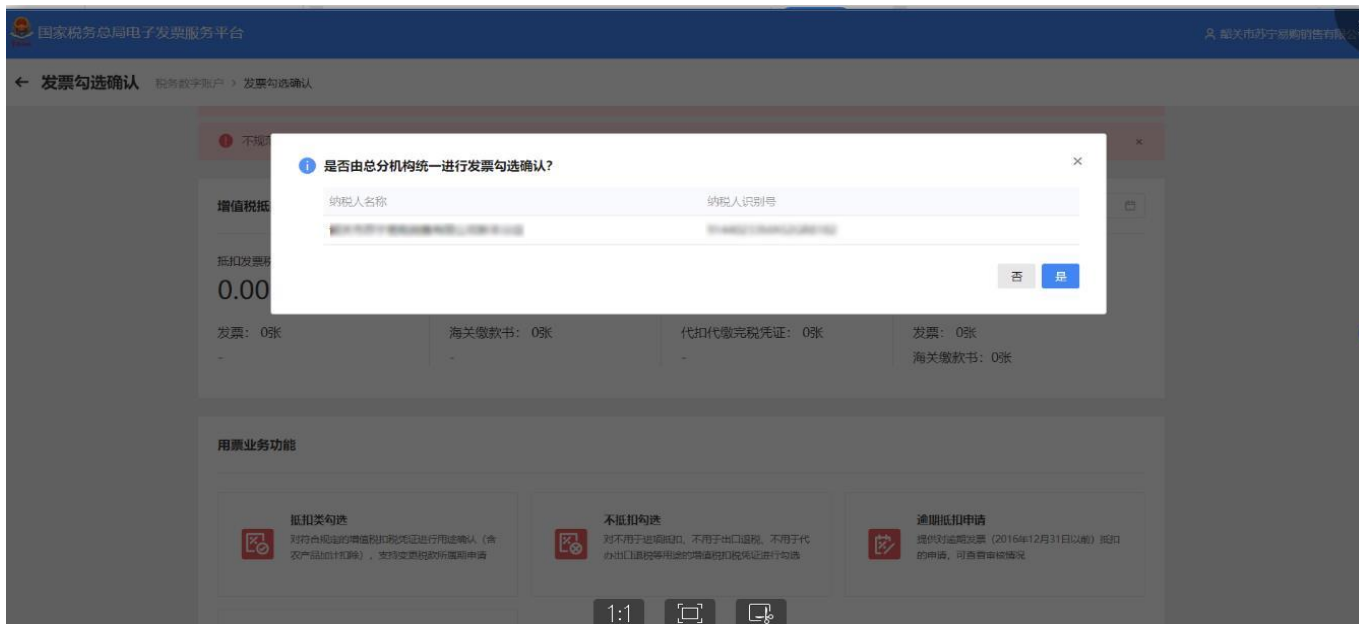 国家税务总局电子发票服务平台
韶关市苏宁易购销售有限公
← 发票勾选确认 税务数字账户 > 发票勾选确认
不规
是否由总分机构统一进行发票勾选确认?
纳税人名称 纳税人识别号
增值税抵
否 是
抵扣发票税
0.00
发票: 0张 海关缴款书: 0张 代扣代缴完税凭证: 0张 发票: 0张
- - - 海关缴款书: 0张
用票业务功能
抵扣类勾选
对符合规定的增值税扣税凭证进行用途确认（含
农产品加计扣除）、支持变更税款所属期申请
不抵扣勾选
对不用于进项抵扣、不用于出口退税、不用于代
办出口退税等用途的增值税扣税凭证进行勾选
逾期抵扣申请
提供对逾期发票（2016年12月31日以前）抵扣
的申请，可查看审核情况
1:1